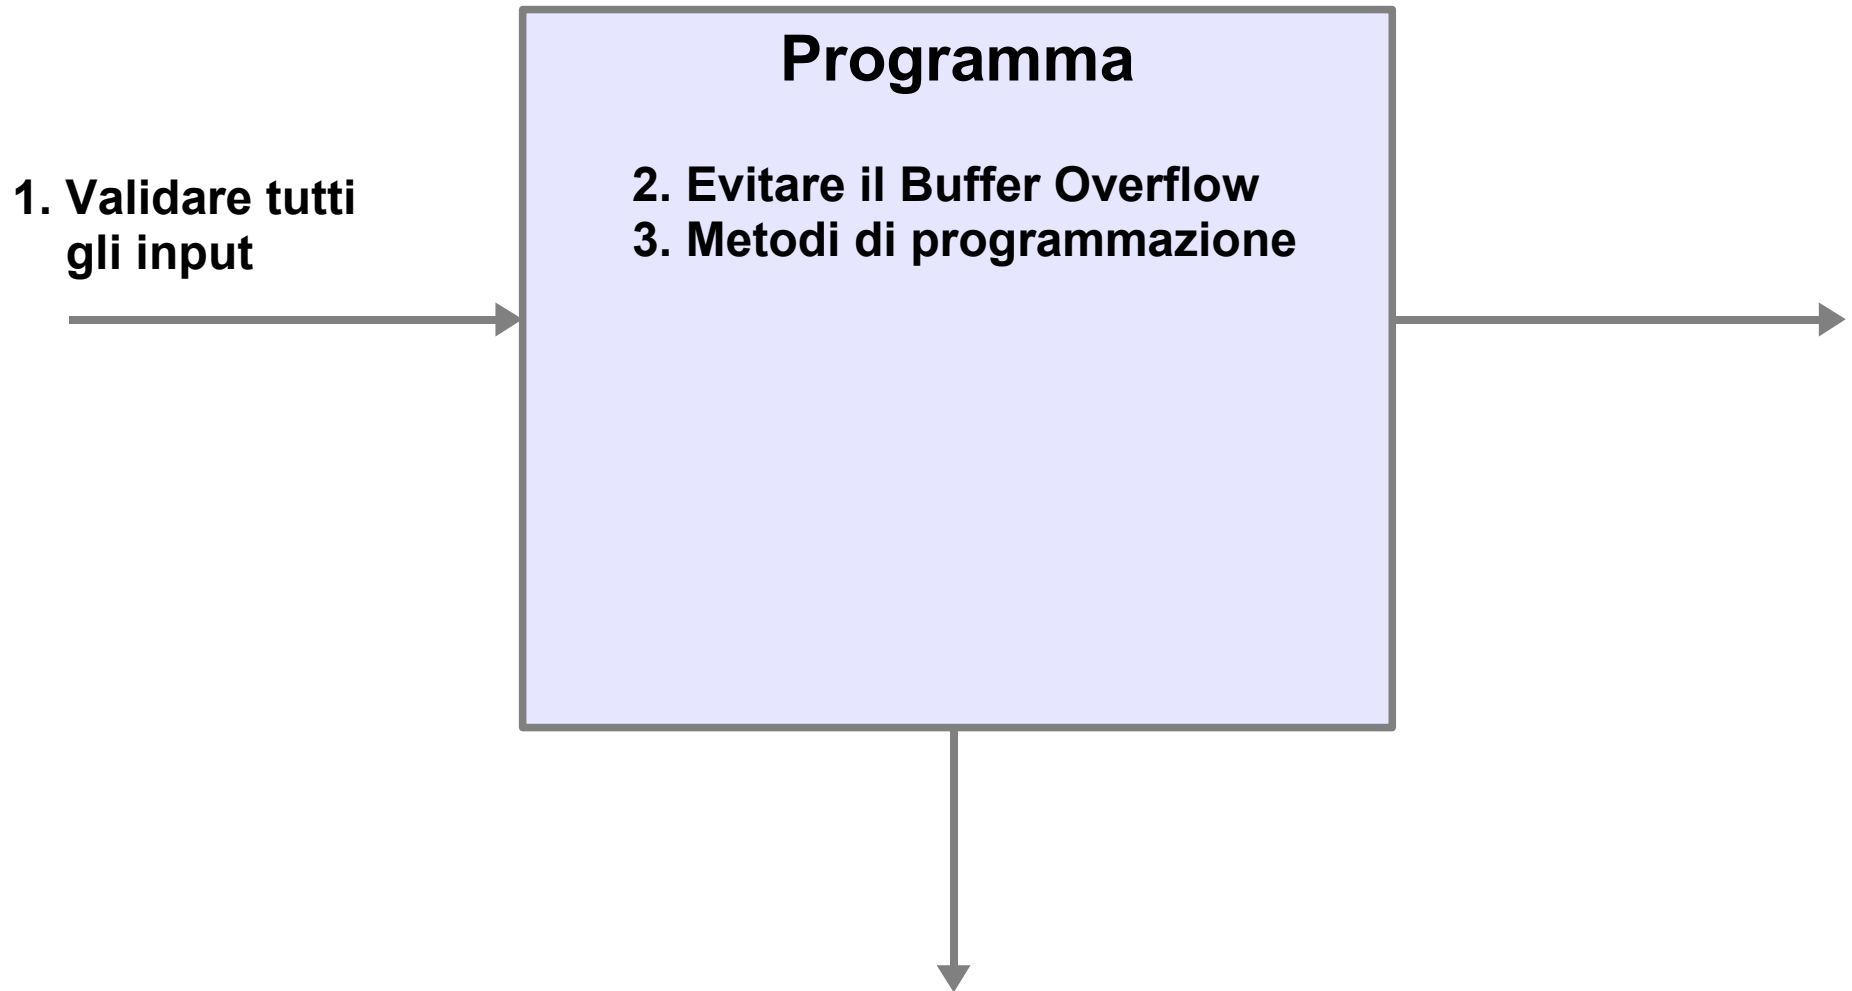 Programma
1. Validare tutti
gli input
2. Evitare il Buffer Overflow
3. Metodi di programmazione